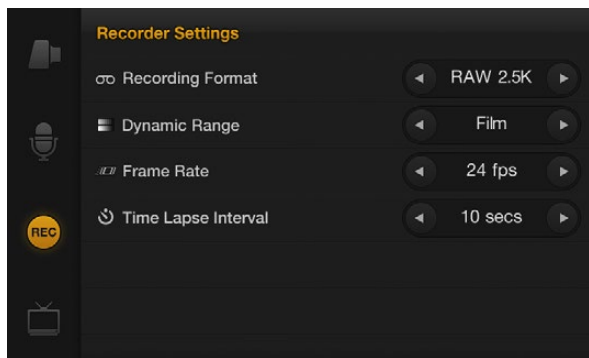 Recorder Settings
Recording Format RAW 2.5K
Dynamic Range Film
Frame Rate 24 fps
Time Lapse Interval 10 secs
REC